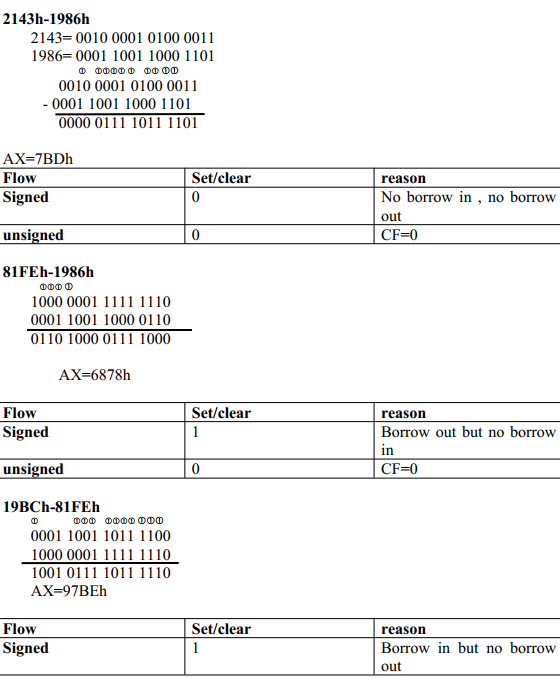 2143h-1986h
2143= 0010 0001 0100 0011
1986= 0001 1001 1000 1101
① ①①①① ① ①① ①①
0010 0001 0100 0011
- 0001 1001 1000 1101
0000 0111 1011 1101
AX=7BDh
Flow Set/clear reason
Signed 0 No borrow in , no borrow
out
unsigned 0 CF=0
81FEh-1986h
①①① ①
1000 0001 1111 1110
0001 1001 1000 0110
0110 1000 0111 1000
AX=6878h
Flow Set/clear reason
Signed 1 Borrow out but no borrow
in
unsigned 0 CF=0
19BCh-81FEh
① ①①① ①①①① ①①①
0001 1001 1011 1100
1000 0001 1111 1110
1001 0111 1011 1110
AX=97BEh
Flow Set/clear reason
Signed 1 Borrow in but no borrow
out